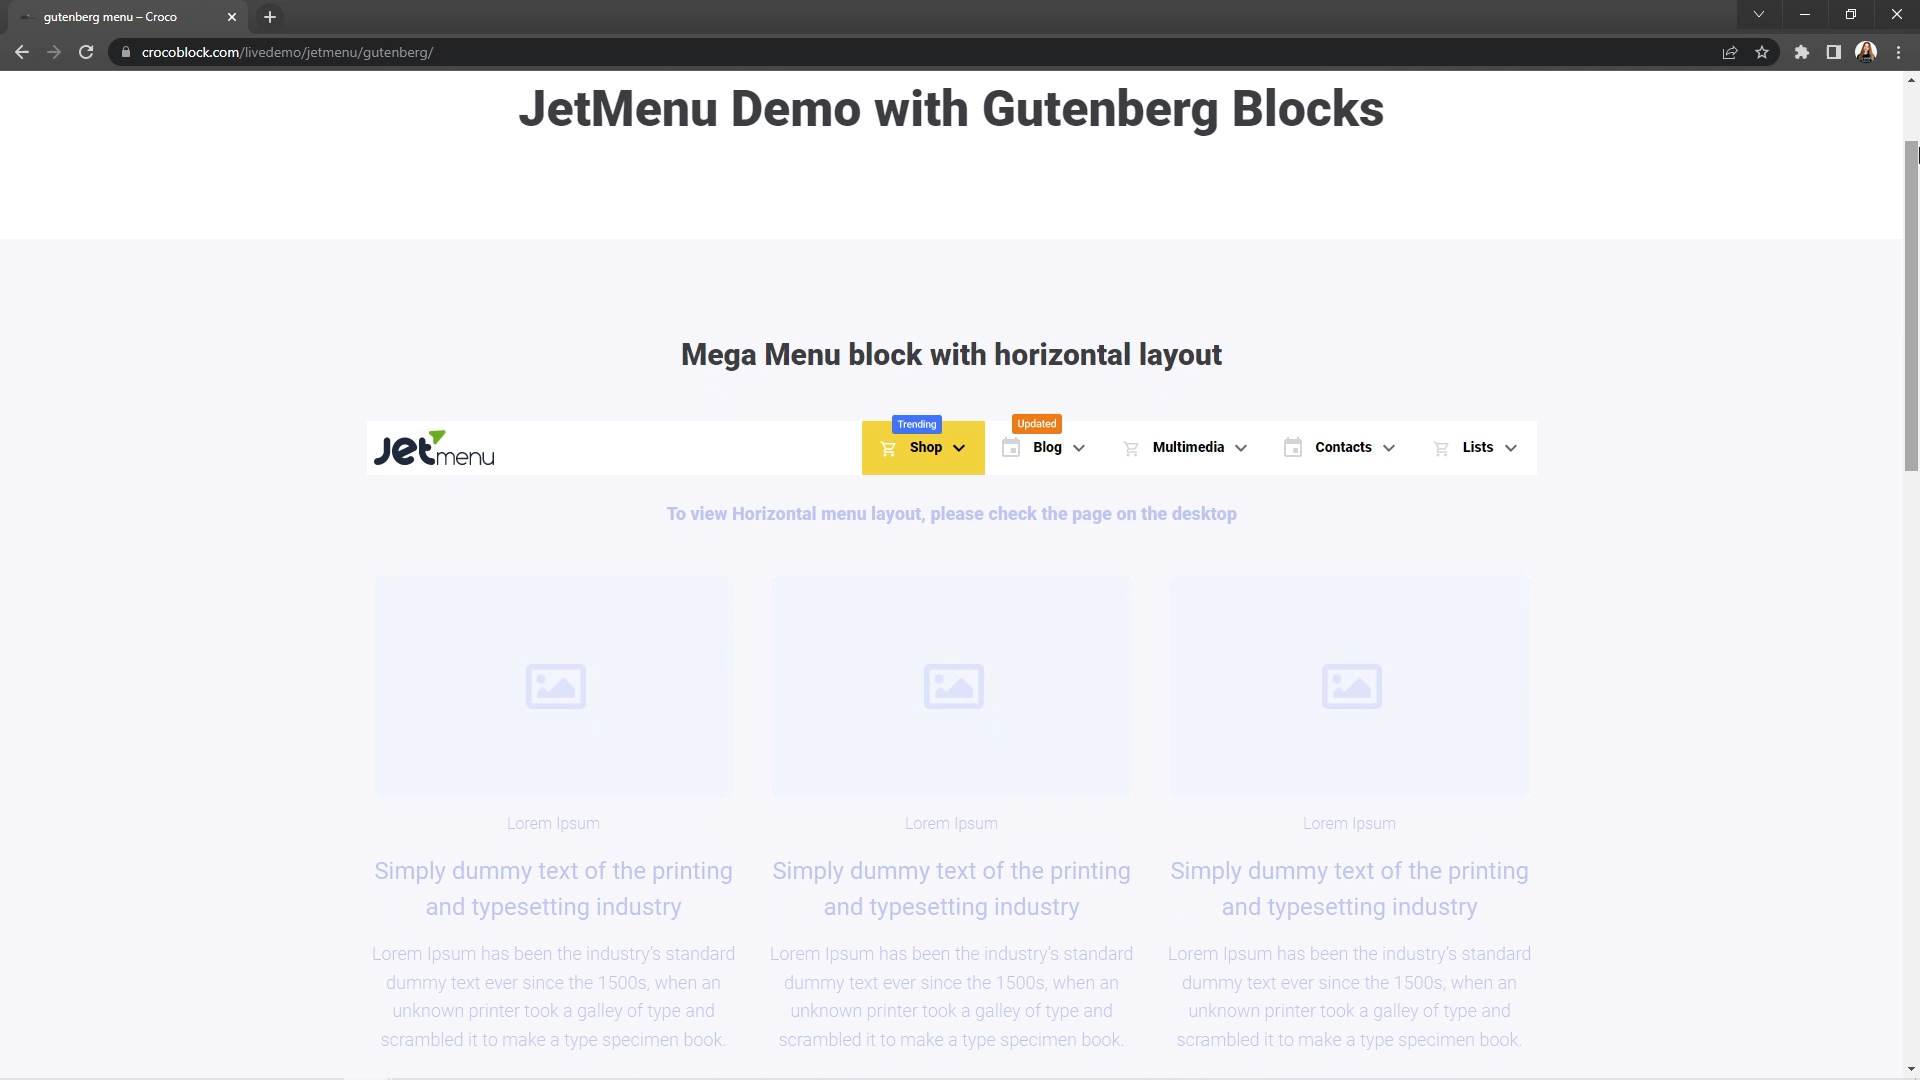 gutenberg menu – Croco
crocoblock.com/livedemo/jetmenu/gutenberg/
JetMenu Demo with Gutenberg Blocks
Mega Menu block with horizontal layout
Trending
Updated
Jetmenu
Shop
Blog
Multimedia
Contacts
Lists
To view Horizontal menu layout, please check the page on the desktop
Lorem Ipsum
Simply dummy text of the printing
and typesetting industry
Lorem Ipsum has been the industry’s standard
dummy text ever since the 1500s, when an
unknown printer took a galley of type and
scrambled it to make a type specimen book.
Lorem Ipsum
Simply dummy text of the printing
and typesetting industry
Lorem Ipsum has been the industry’s standard
dummy text ever since the 1500s, when an
unknown printer took a galley of type and
scrambled it to make a type specimen book.
Lorem Ipsum
Simply dummy text of the printing
and typesetting industry
Lorem Ipsum has been the industry’s standard
dummy text ever since the 1500s, when an
unknown printer took a galley of type and
scrambled it to make a type specimen book.